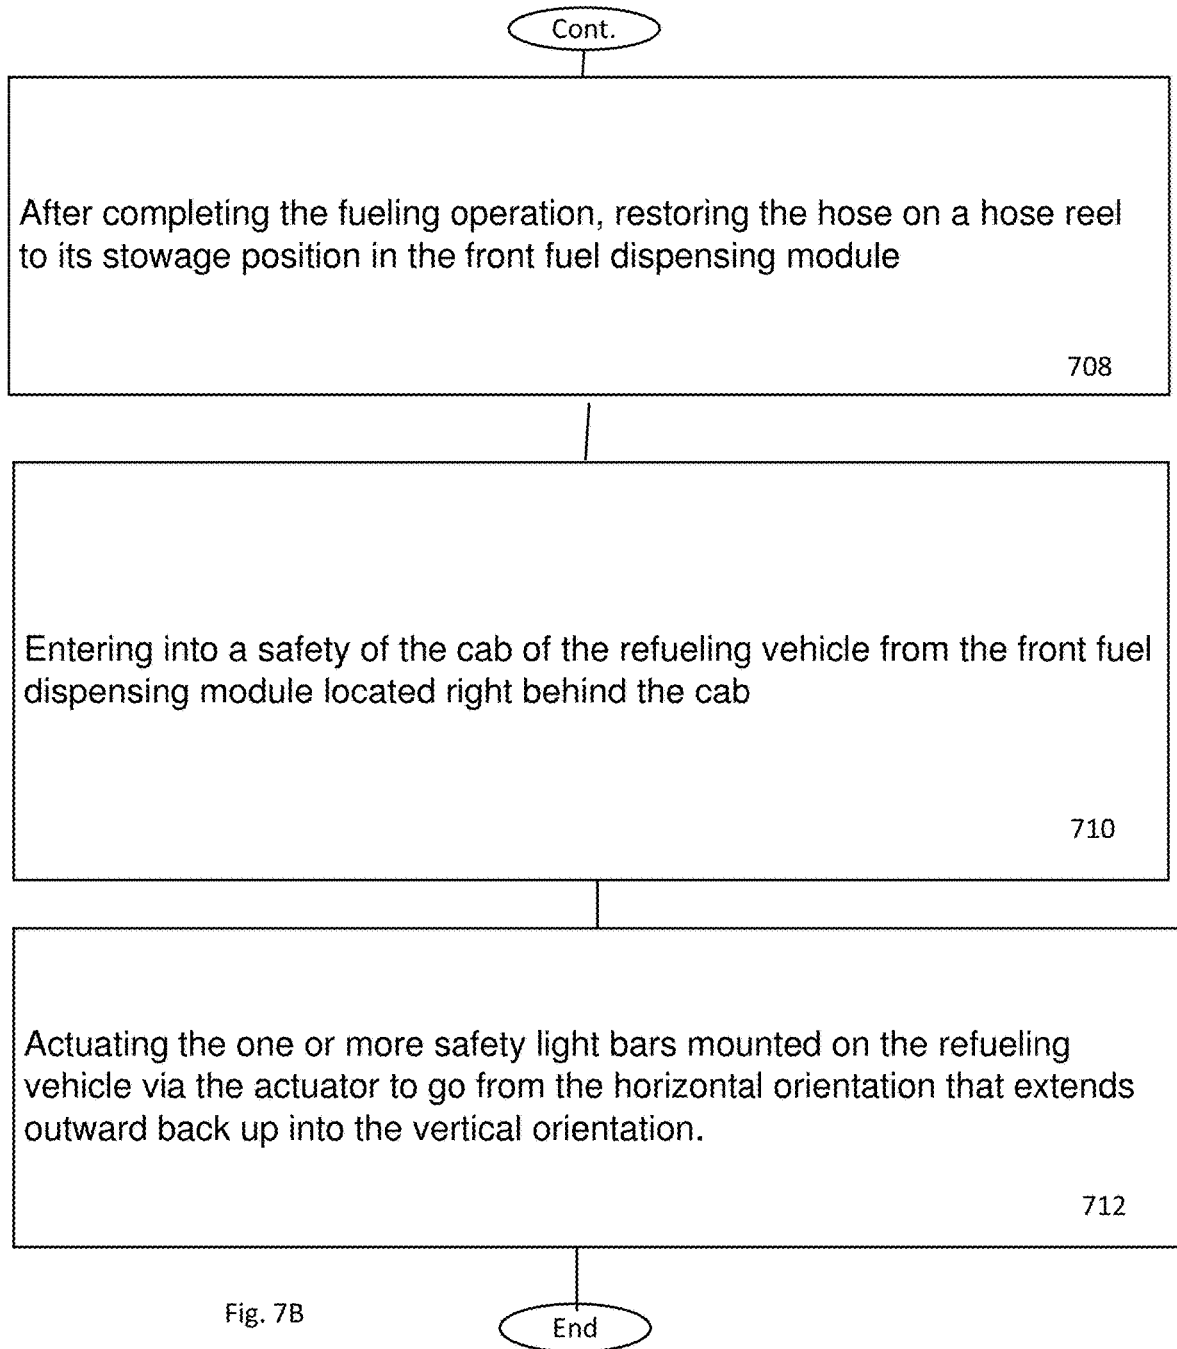 Cont.
After completing the fueling operation, restoring the hose on a hose reel
to its stowage position in the front fuel dispensing module
708
Entering into a safety of the cab of the refueling vehicle from the front fuel
dispensing module located right behind the cab
710
Actuating the one or more safety light bars mounted on the refueling
vehicle via the actuator to go from the horizontal orientation that extends
outward back up into the vertical orientation.
712
Fig. 7B
End